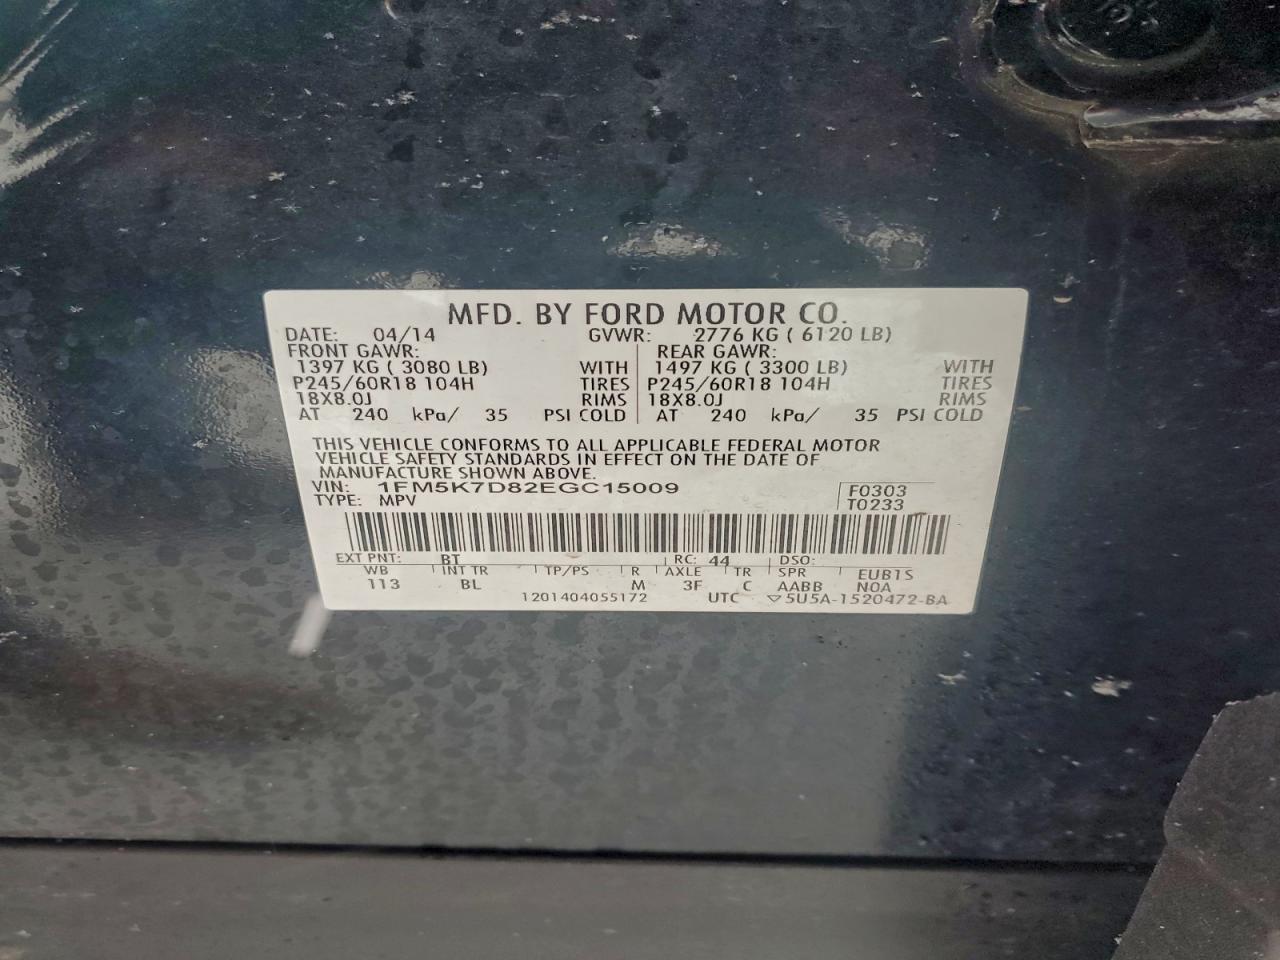 MFD. BY FORD MOTOR CO.
DATE: 04/14 GVWR: 2776 KG ( 6120 LB)
FRONT GAWR: REAR GAWR:
1397 KG ( 3080 LB) WITH 1497 KG ( 3300 LB) WITH
P245/60R18 104H TIRES P245/60R18 104H TIRES
18X8.0J RIMS 18X8.0J RIMS
AT 240 kPa/ 35 PSI COLD AT 240 kPa/ 35 PSI COLD
THIS VEHICLE CONFORMS TO ALL APPLICABLE FEDERAL MOTOR
VEHICLE SAFETY STANDARDS IN EFFECT ON THE DATE OF
MANUFACTURE SHOWN ABOVE.
VIN: 1FM5K7D82EGC15009 F0303
TYPE: MPV T0233
EXT PNT: BT RC: 44 DSO:
WB INT TR TP/PS R AXLE TR SPR EUB1S
113 BL M 3F C AABB N0A
1201404055172 UTC ▽5U5A-1520472-BA